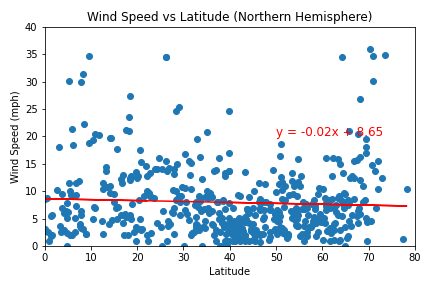 Wind Speed vs Latitude (Northern Hemisphere)
40
35
30
25
20
15
10
5
0
Wind Speed (mph)
y = -0.02x + 8.65
0 10 20 30 40 50 60 70 80
Latitude